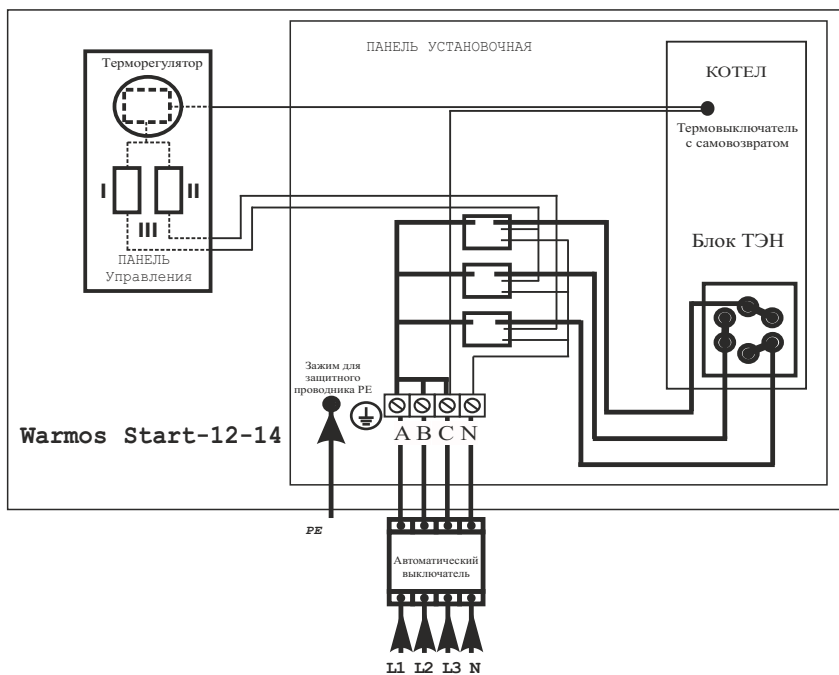 ПАНЕЛЬ УСТАНОВОЧНАЯ
Терморегулятор
КОТЕЛ
Термовыключатель
с самовозвратом
I
II
III
ПАНЕЛЬ
Управления
Блок ТЭН
Зажим для
защитного
проводника PE
Warmos Start-12-14
A B C N
PE
Автоматический
выключатель
L1 L2 L3 N